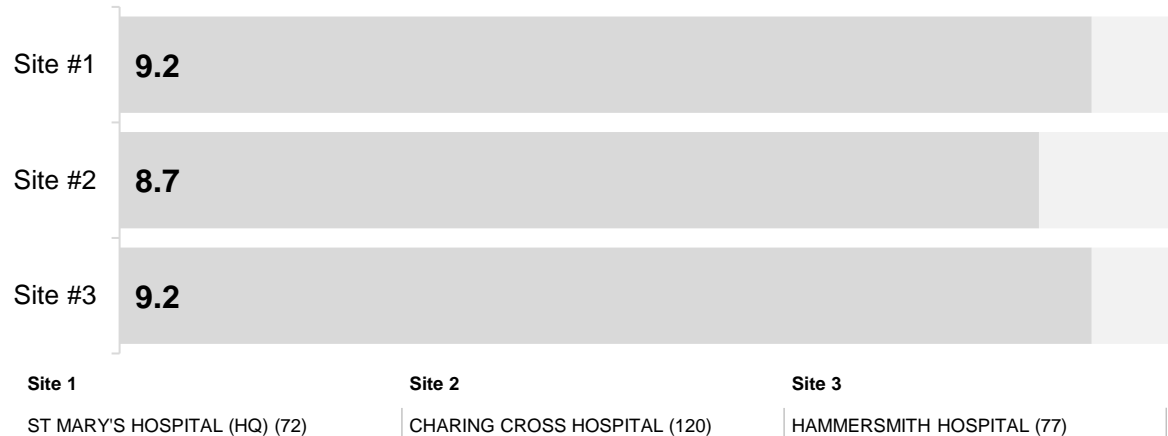 Site #1 9.2
Site #2 8.7
Site #3 9.2
Site 1 Site 2 Site 3
ST MARY'S HOSPITAL (HQ) (72) CHARING CROSS HOSPITAL (120) HAMMERSMITH HOSPITAL (77)